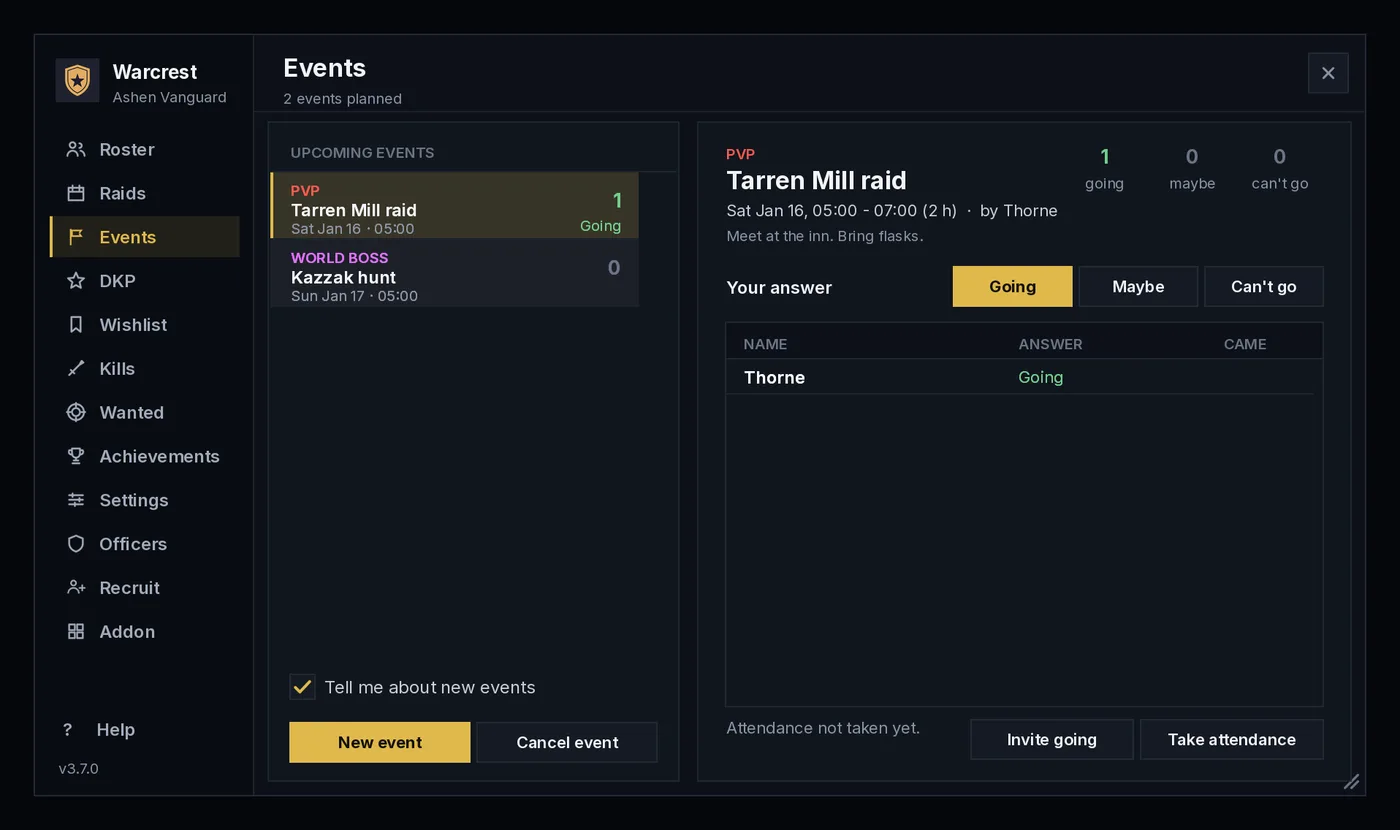 Warcrest
Ashen Vanguard
Roster
Raids
Events
DKP
Wishlist
Kills
Wanted
Achievements
Settings
Officers
Recruit
Addon
? Help
v3.7.0
Events
2 events planned
UPCOMING EVENTS
PVP
Tarren Mill raid
Sat Jan 16 · 05:00
1
Going
WORLD BOSS
Kazzak hunt
Sun Jan 17 · 05:00
0
Tell me about new events
New event
Cancel event
PVP
Tarren Mill raid
Sat Jan 16, 05:00 - 07:00 (2 h) · by Thorne
Meet at the inn. Bring flasks.
1 going
0 maybe
0 can't go
Your answer
Going
Maybe
Can't go
NAME ANSWER CAME
Thorne Going
Attendance not taken yet.
Invite going
Take attendance